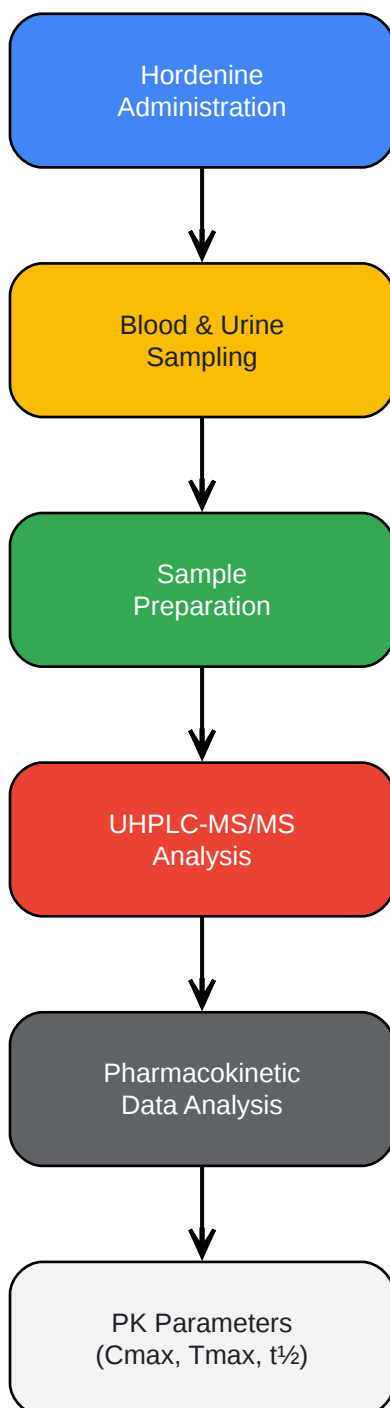 Hordenine
Administration
Blood & Urine
Sampling
Sample
Preparation
UHPLC-MS/MS
Analysis
Pharmacokinetic
Data Analysis
PK Parameters
(Cmax, Tmax, t½)